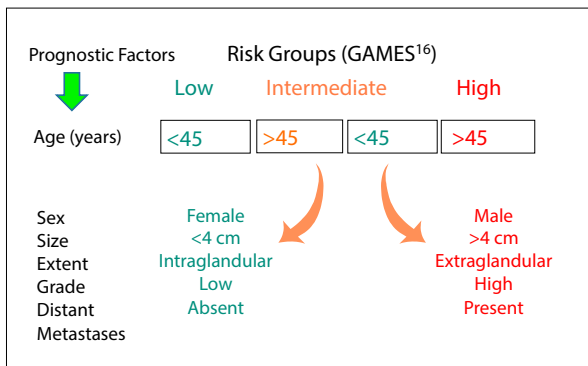 Prognostic Factors Risk Groups (GAMES¹⁶)
Low Intermediate High
Age (years) <45 >45 <45 >45
Sex Female Male
Size <4 cm >4 cm
Extent Intraglandular Extraglandular
Grade Low High
Distant Absent Present
Metastases